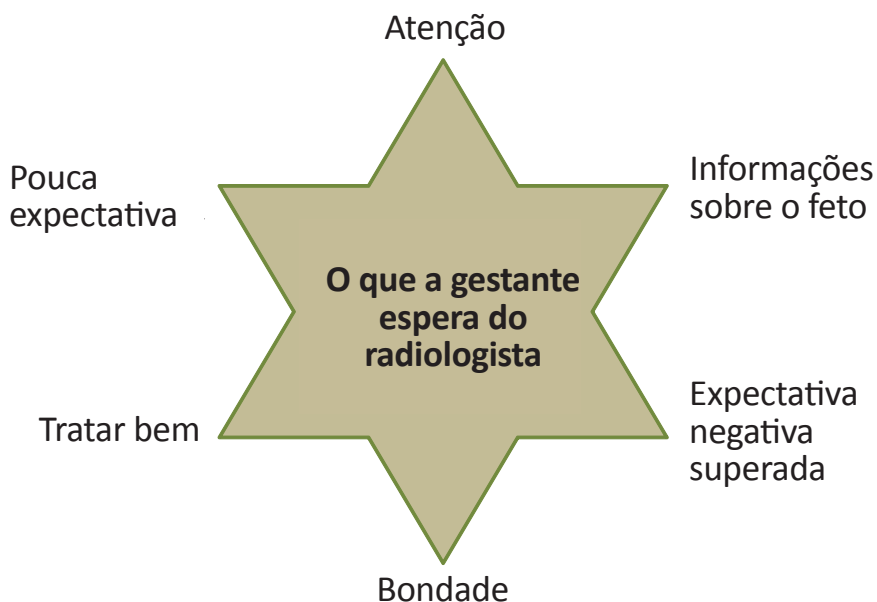 Atenção
Pouca
expectativa
Informações
sobre o feto
O que a gestante
espera do
radiologista
Tratar bem
Expectativa
negativa
superada
Bondade